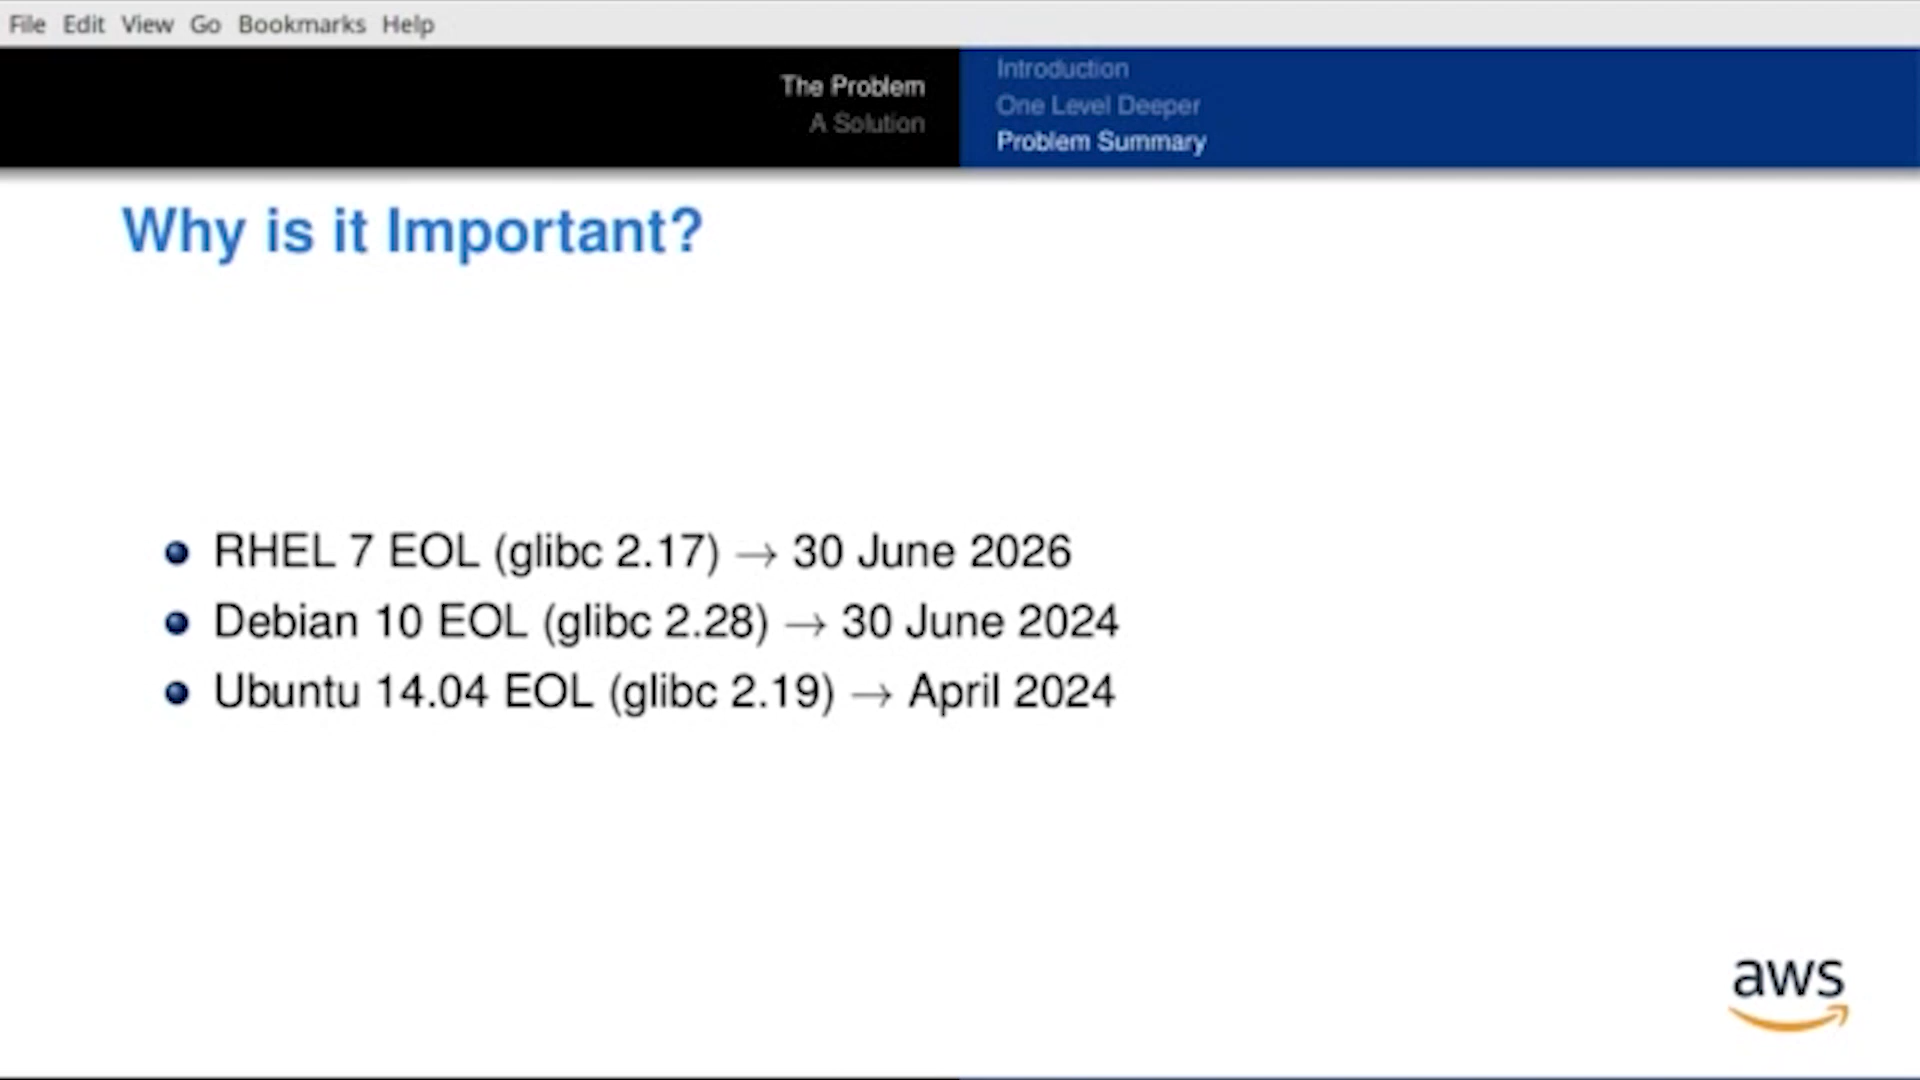 File Edit View Go Bookmarks Help
The Problem
A Solution
Introduction
One Level Deeper
Problem Summary
Why is it Important?
RHEL 7 EOL (glibc 2.17) → 30 June 2026
Debian 10 EOL (glibc 2.28) → 30 June 2024
Ubuntu 14.04 EOL (glibc 2.19) → April 2024
aws